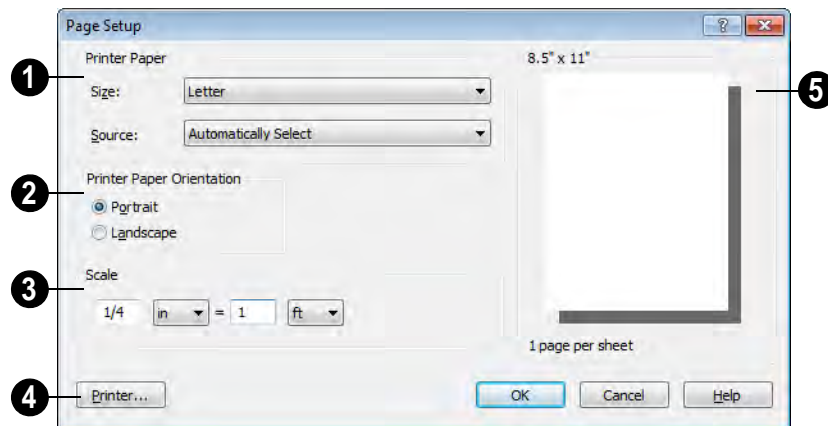 Page Setup
Printer Paper
8.5" x 11"
1
5
Size:
Letter
Source:
Automatically Select
2
Printer Paper Orientation
Portrait
Landscape
3
Scale
1/4 in = 1 ft
1 page per sheet
4
Printer... OK Cancel Help